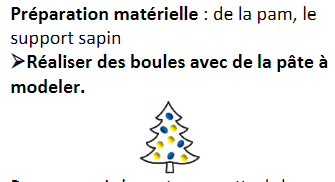 Préparation matérielle : de la pam, le
support sapin
➢Réaliser des boules avec de la pâte à
modeler.